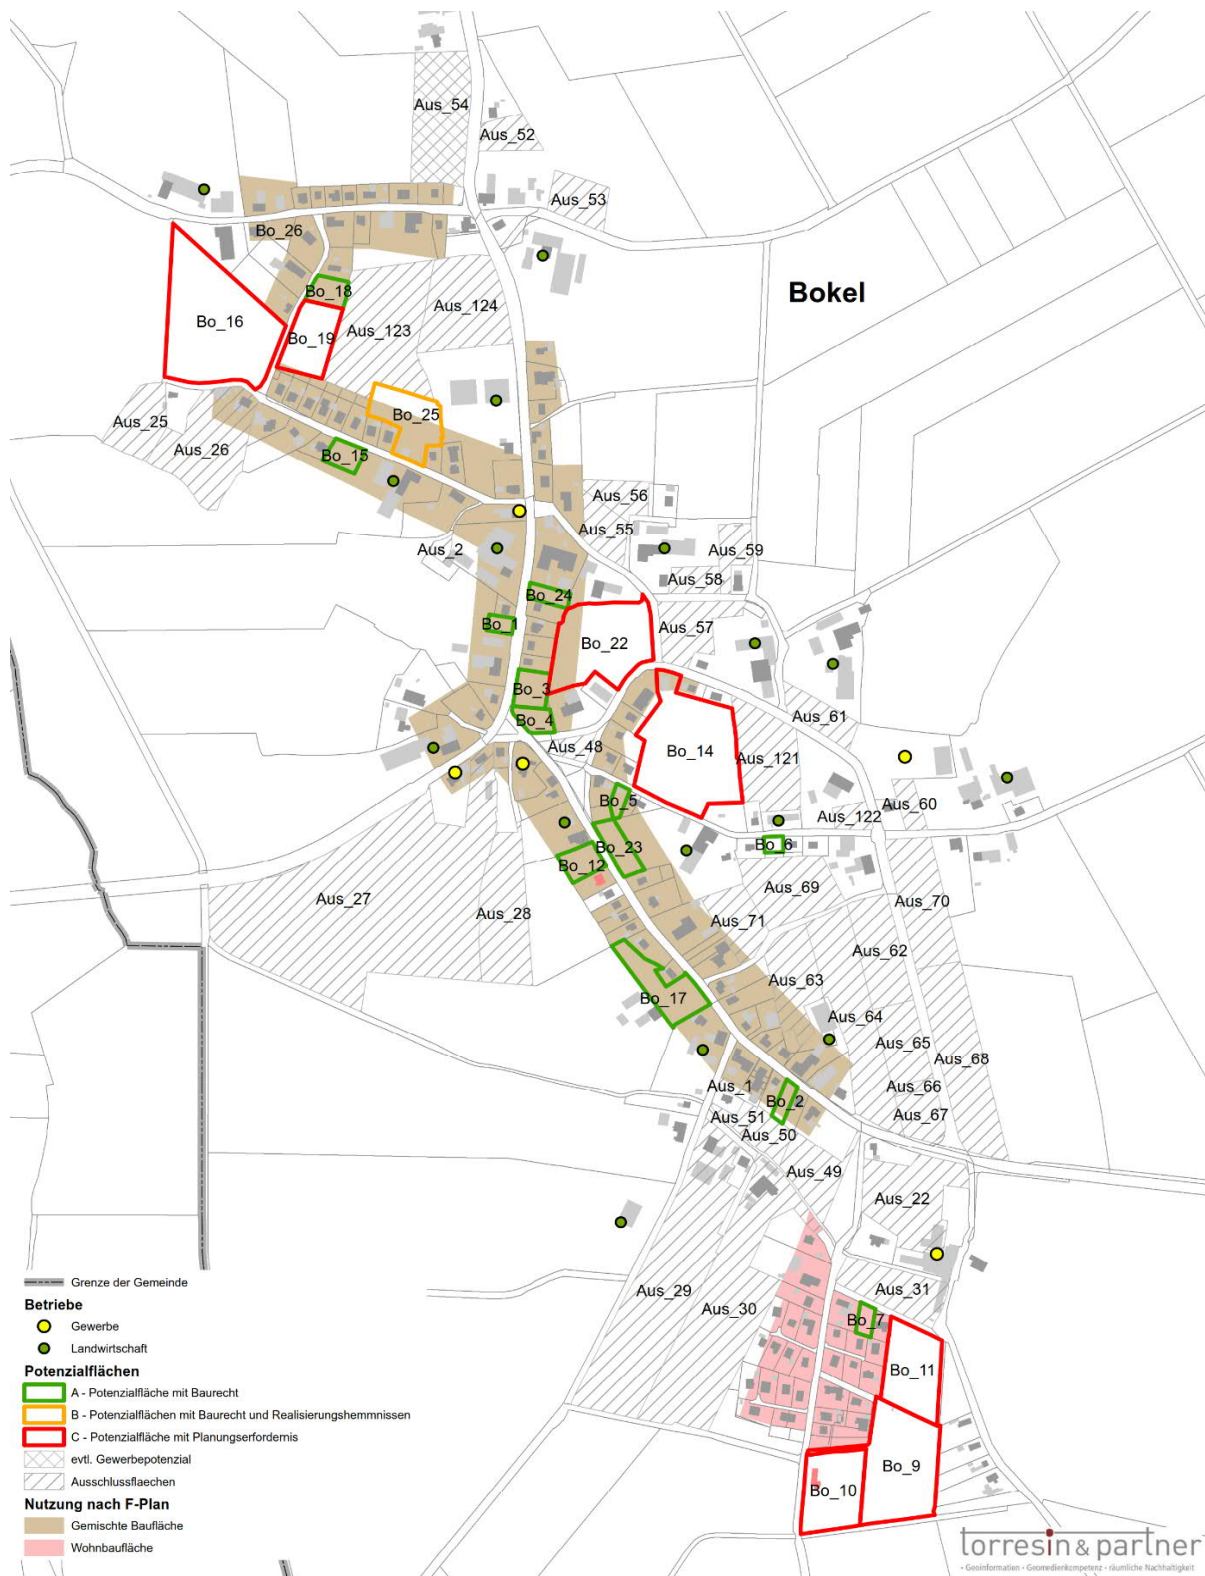 Aus_54
Aus_52
Aus_53
Bo_26
Bokel
Bo_18
Aus_124
Bo_16
Bo_19
Aus_123
Bo_25
Aus_25
Aus_26
Bo_15
Aus_56
Aus_55
Aus_2
Aus_59
Aus_58
Bo_24
Bo_1
Aus_57
Bo_22
Bo_3
Bo_4
Aus_61
Aus_48
Bo_14
Aus_121
Bo_5
Aus_60
Aus_122
Bo_23
Bo_6
Bo_12
Aus_69
Aus_27
Aus_28
Aus_70
Aus_71
Aus_62
Aus_63
Bo_17
Aus_64
Aus_65
Aus_68
Aus_1
Aus_66
Bo_2
Aus_51
Aus_67
Aus_50
Aus_49
Aus_22
Aus_29
Aus_31
Aus_30
Bo_7
Bo_11
Bo_9
Bo_10
Grenze der Gemeinde
Betriebe
Gewerbe
Landwirtschaft
Potenzialflächen
A - Potenzialfläche mit Baurecht
B - Potenzialflächen mit Baurecht und Realisierungshemmnissen
C - Potenzialfläche mit Planungserfordernis
evtl. Gewerbepotenzial
Ausschlussflaechen
Nutzung nach F-Plan
Gemischte Baufläche
Wohnbaufläche
torresin & partner
- Geoinformation - Geomedienkompetenz - räumliche Nachhaltigkeit